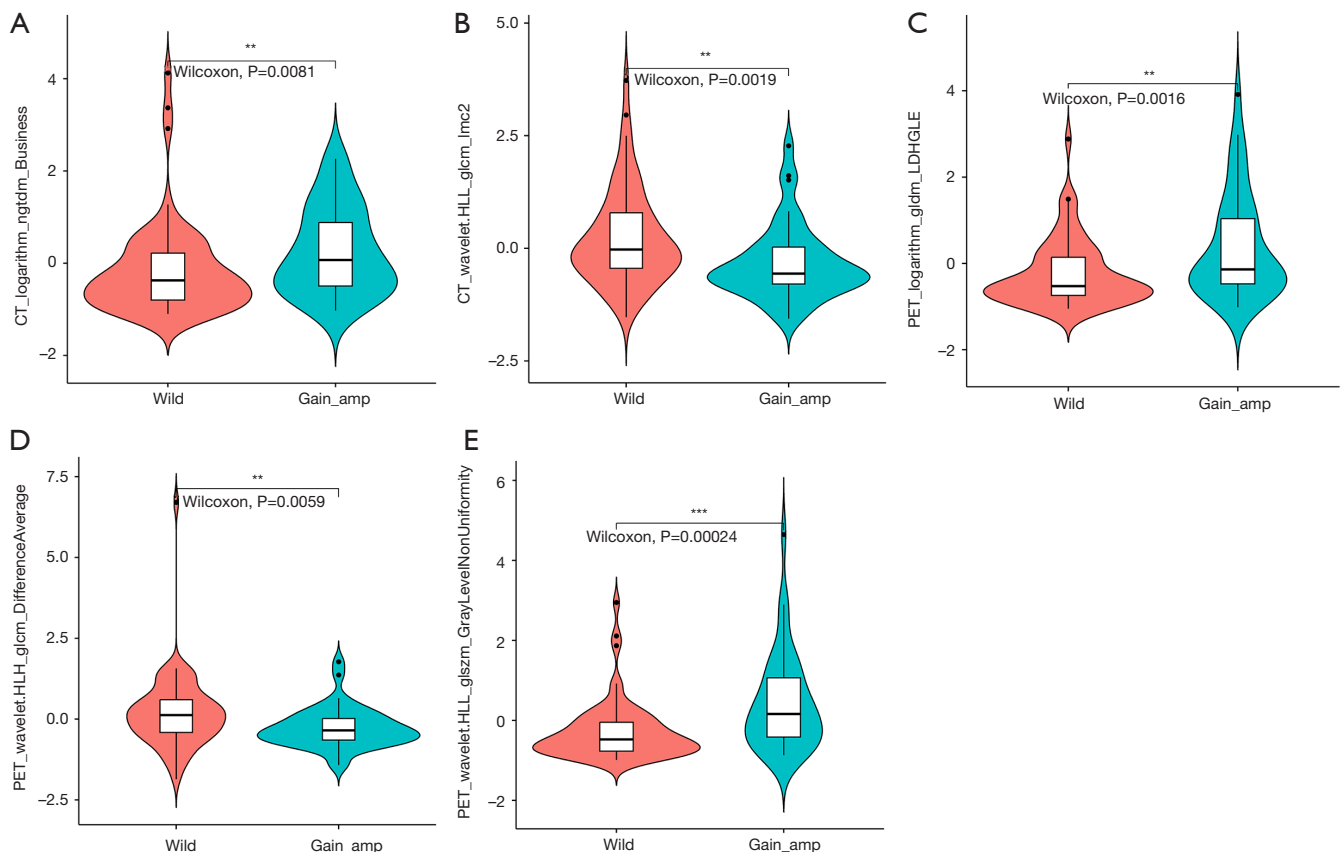 A
CT_logarithm_ngtdm_Business
4
2
0
−2
**
Wilcoxon, P=0.0081
Wild
Gain_amp
B
CT_wavelet.HLL_glcm_lmc2
5.0
2.5
0.0
−2.5
**
Wilcoxon, P=0.0019
Wild
Gain_amp
C
PET_logarithm_gldm_LDHGLE
4
2
0
−2
**
Wilcoxon, P=0.0016
Wild
Gain_amp
D
PET_wavelet.HLH_glcm_DifferenceAverage
7.5
5.0
2.5
0.0
−2.5
**
Wilcoxon, P=0.0059
Wild
Gain_amp
E
PET_wavelet.HLL_glszm_GrayLevelNonUniformity
6
4
2
0
−2
***
Wilcoxon, P=0.00024
Wild
Gain_amp